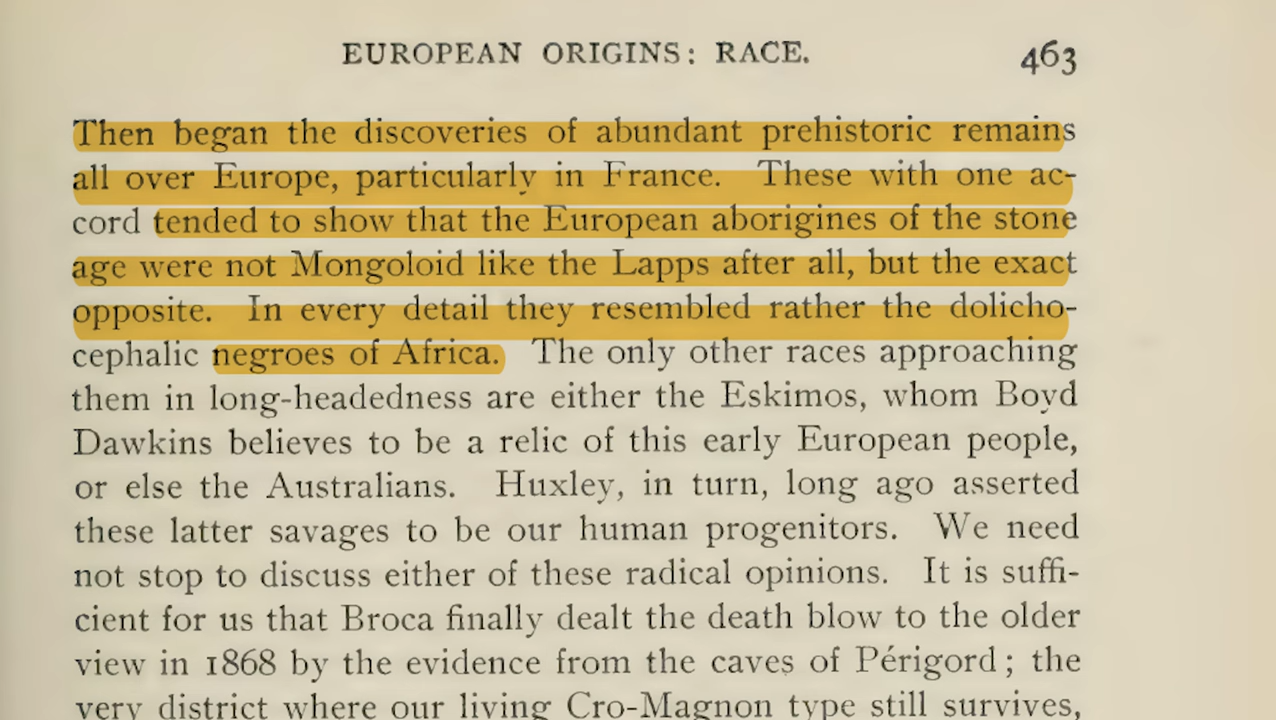 EUROPEAN ORIGINS: RACE. 463
Then began the discoveries of abundant prehistoric remains
all over Europe, particularly in France. These with one ac-
cord tended to show that the European aborigines of the stone
age were not Mongoloid like the Lapps after all, but the exact
opposite. In every detail they resembled rather the dolicho-
cephalic negroes of Africa. The only other races approaching
them in long-headedness are either the Eskimos, whom Boyd
Dawkins believes to be a relic of this early European people,
or else the Australians. Huxley, in turn, long ago asserted
these latter savages to be our human progenitors. We need
not stop to discuss either of these radical opinions. It is suffi-
cient for us that Broca finally dealt the death blow to the older
view in 1868 by the evidence from the caves of Périgord; the
very district where our living Cro-Magnon type still survives,